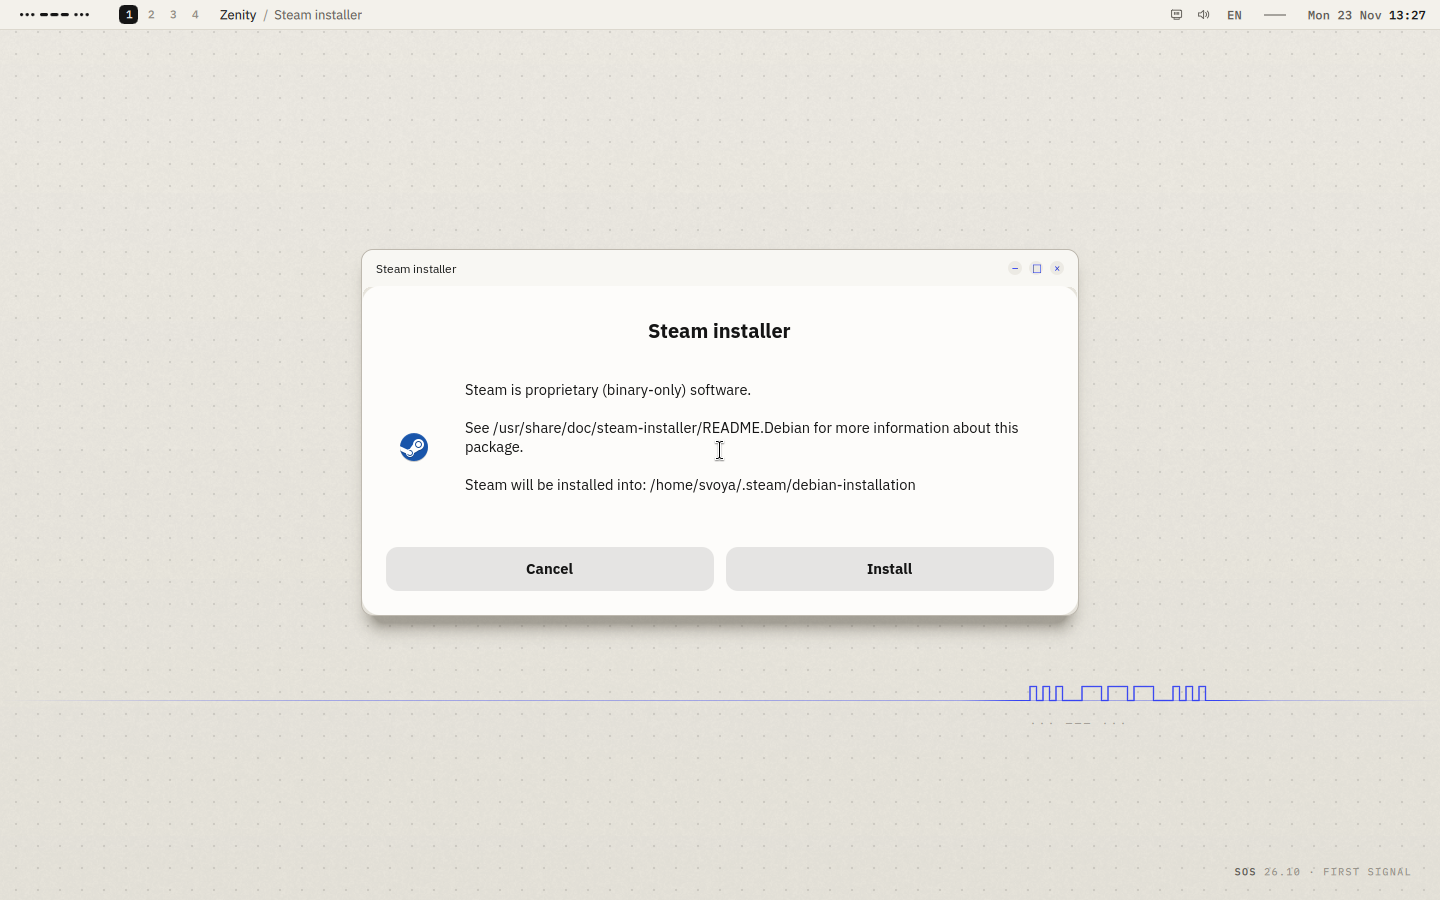 1 2 3 4 Zenity / Steam installer EN Mon 23 Nov 13:27
Steam installer
Steam installer
Steam is proprietary (binary-only) software.
See /usr/share/doc/steam-installer/README.Debian for more information about this
package.
Steam will be installed into: /home/svoya/.steam/debian-installation
Cancel Install
SOS 26.10 · FIRST SIGNAL